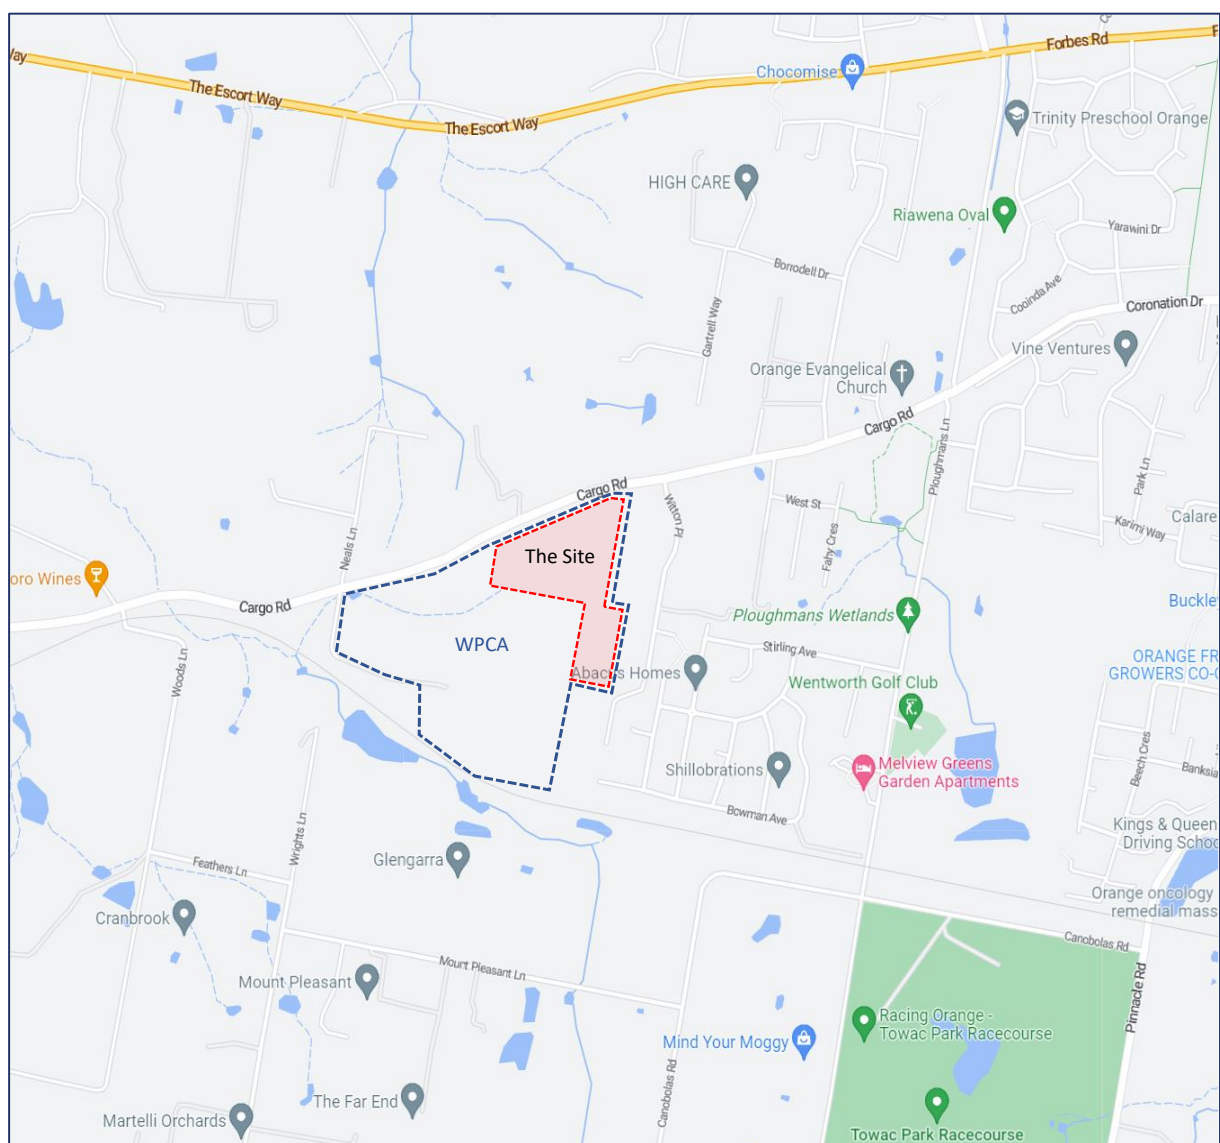 Forbes Rd
The Escort Way
The Escort Way
Chocomise
Trinity Preschool Orange
HIGH CARE
Riawena Oval
Yarawini Dr
Borrodell Dr
Cooinda Ave
Coronation Dr
Gartrell Way
Vine Ventures
Orange Evangelical
Church
Cargo Rd
Ploughmans Ln
Park Ln
Cargo Rd
Witton Pl
West St
Calare
Karimi Way
Neals Ln
Fahy Cres
The Site
oro Wines
Cargo Rd
Buckle
Ploughmans Wetlands
WPCA
Stirling Ave
Woods Ln
Homes
ORANGE FR
GROWERS CO-O
Wentworth Golf Club
Shillobrations
Melview Greens
Garden Apartments
Beech Cres
Banksia
Bowman Ave
Wrights Ln
Kings & Queen
Driving Schoo
Glengarra
Feathers Ln
Orange oncology
remedial mass
Cranbrook
Canobolas Rd
Mount Pleasant Ln
Mount Pleasant
Pinnacle Rd
Racing Orange -
Towac Park Racecourse
Mind Your Moggy
Canobolas Rd
The Far End
Martelli Orchards
Towac Park Racecourse